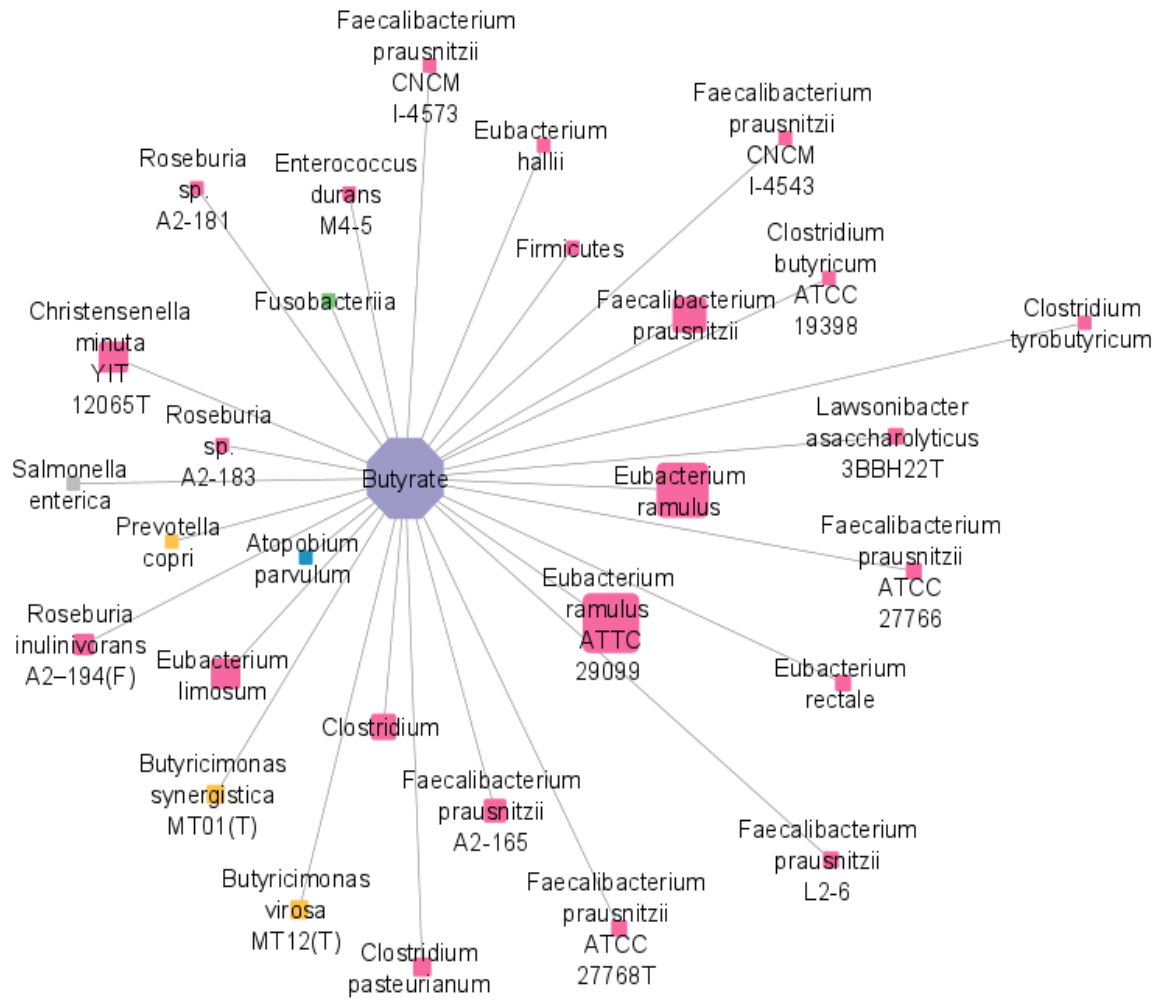 Faecalibacterium
prausnitzii
CNCM
I-4573
Eubacterium
hallii
Faecalibacterium
prausnitzii
CNCM
I-4543
Roseburia
sp.
A2-181
Enterococcus
durans
M4-5
Firmicutes
Clostridium
butyricum
ATCC
19398
Fusobacteriia
Faecalibacterium
prausnitzii
Clostridium
tyrobutyricum
Christensenella
minuta
YIT
12065T
Roseburia
sp.
A2-183
Lawsonibacter
asaccharolyticus
3BBH22T
Salmonella
enterica
Butyrate
Eubacterium
ramulus
Prevotella
copri
Atopobium
parvulum
Faecalibacterium
prausnitzii
ATCC
27766
Eubacterium
ramulus
ATTC
29099
Roseburia
inulinivorans
A2–194(F)
Eubacterium
limosum
Eubacterium
rectale
Clostridium
Butyricimonas
synergistica
MT01(T)
Faecalibacterium
prausnitzii
A2-165
Faecalibacterium
prausnitzii
L2-6
Butyricimonas
virosa
MT12(T)
Faecalibacterium
prausnitzii
ATCC
27768T
Clostridium
pasteurianum